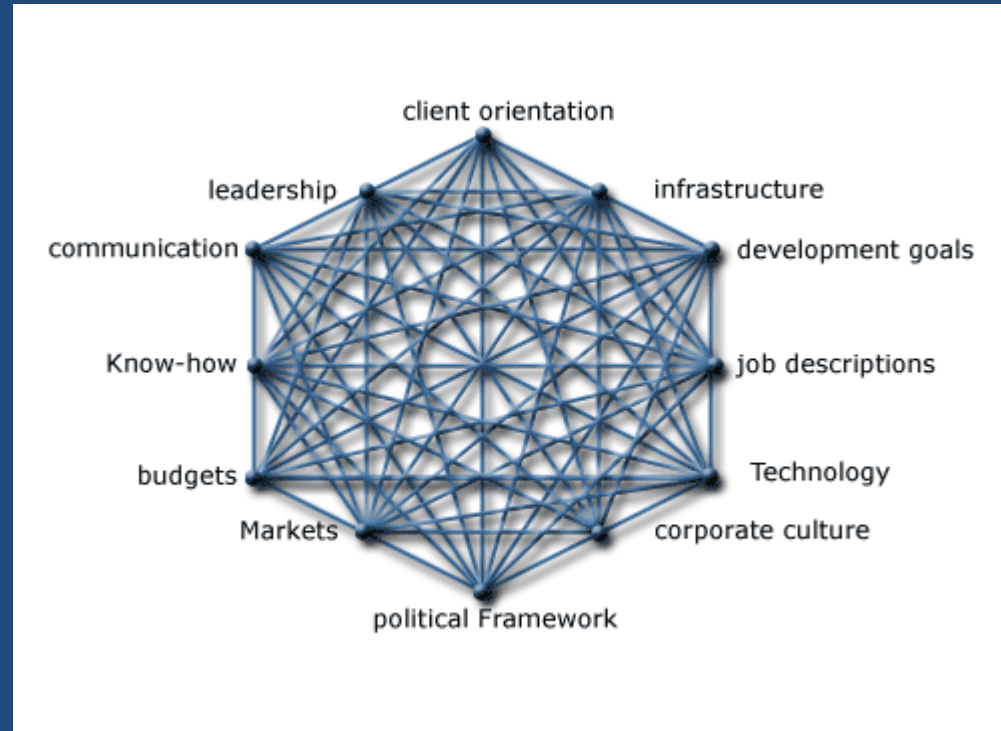 client orientation
leadership
infrastructure
communication
development goals
Know-how
job descriptions
budgets
Technology
Markets
corporate culture
political Framework